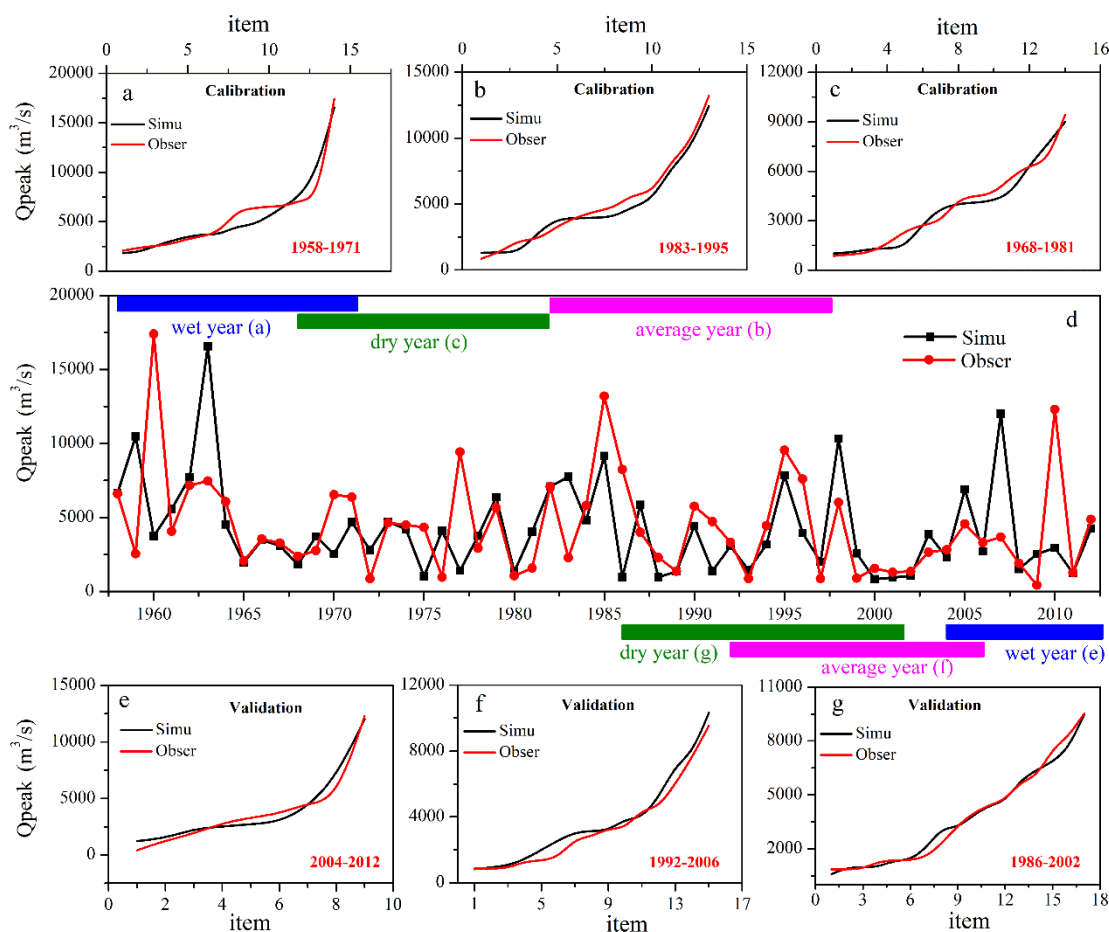 item
item
item
0 5 10 15
0 5 10 15
0 4 8 12 16
20000
15000
10000
5000
0
15000
10000
5000
0
12000
9000
6000
3000
0
Qpeak (m³/s)
a
Calibration
Simu
Obser
1958-1971
b
Calibration
Simu
Obser
1983-1995
c
Calibration
Simu
Obser
1968-1981
20000
15000
10000
5000
0
Qpeak (m³/s)
wet year (a)
dry year (c)
average year (b)
d
Simu
Obscr
1960 1965 1970 1975 1980 1985 1990 1995 2000 2005 2010
dry year (g)
average year (f)
wet year (e)
15000
10000
5000
0
12000
8000
4000
0
11000
8000
5000
2000
Qpeak (m³/s)
e
Validation
Simu
Obser
2004-2012
f
Validation
Simu
Obser
1992-2006
g
Validation
Simu
Obser
1986-2002
0 2 4 6 8 10
1 5 9 13 17
0 3 6 9 12 15 18
item
item
item